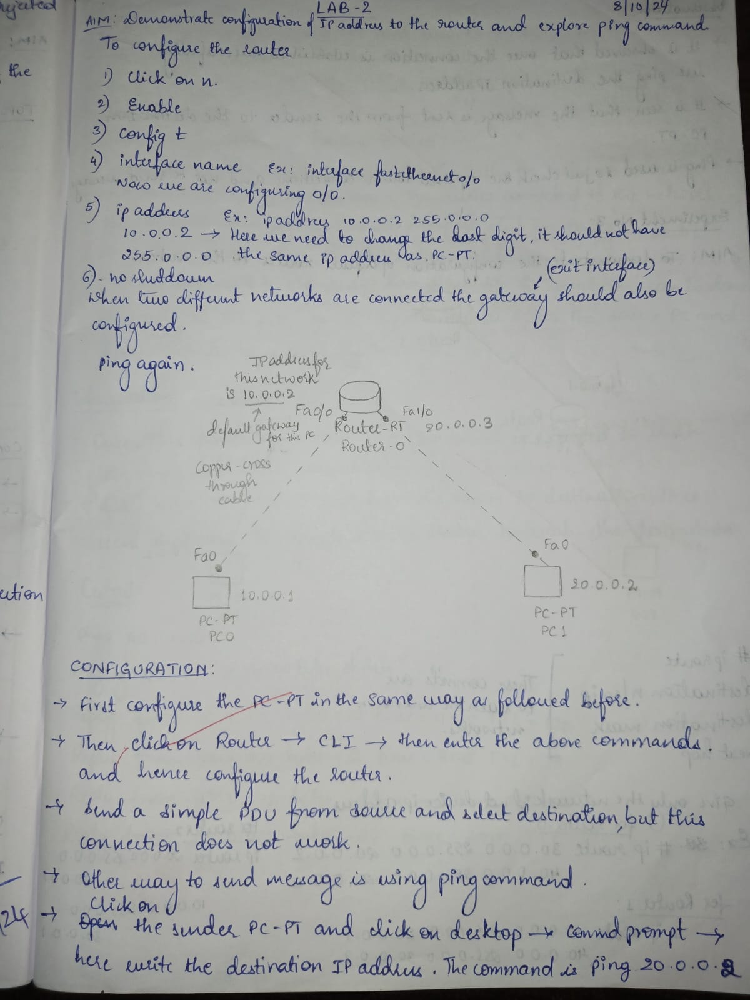 rejected
the
ution
24
LAB-2
8/10/24
AIM: Demonstrate configuration of IP address to the router and explore ping command.
To configure the router
1) Click on n.
2) Enable
3) config t
4) interface name Ex: interface fastethernet0/0
Now we are configuring 0/0.
5) ip address Ex: ip address 10.0.0.2 255.0.0.0
10.0.0.2 → Here we need to change the last digit, it should not have
255.0.0.0 the same ip address as PC-PT.
6) no shutdown
(exit interface)
When two different networks are connected the gateway should also be
configured.
ping again.
IP address for
this network
is 10.0.0.2
default gateway
for this PC
Fa0/0
Fa1/0
Router-RT
20.0.0.3
Router-0
Copper-cross
through
cable
Fa0
Fa0
10.0.0.1
20.0.0.2
PC-PT
PC0
PC-PT
PC1
CONFIGURATION:
→ First configure the PC-PT in the same way as followed before.
→ Then, click on Router → CLI → then enter the above commands.
and hence configure the router.
→ Send a simple PDU from source and select destination, but this
connection does not work.
→ Other way to send message is using ping command.
Click on
→ Open the sender PC-PT and click on desktop → commd prompt →
here write the destination IP address. The command is ping 20.0.0.2